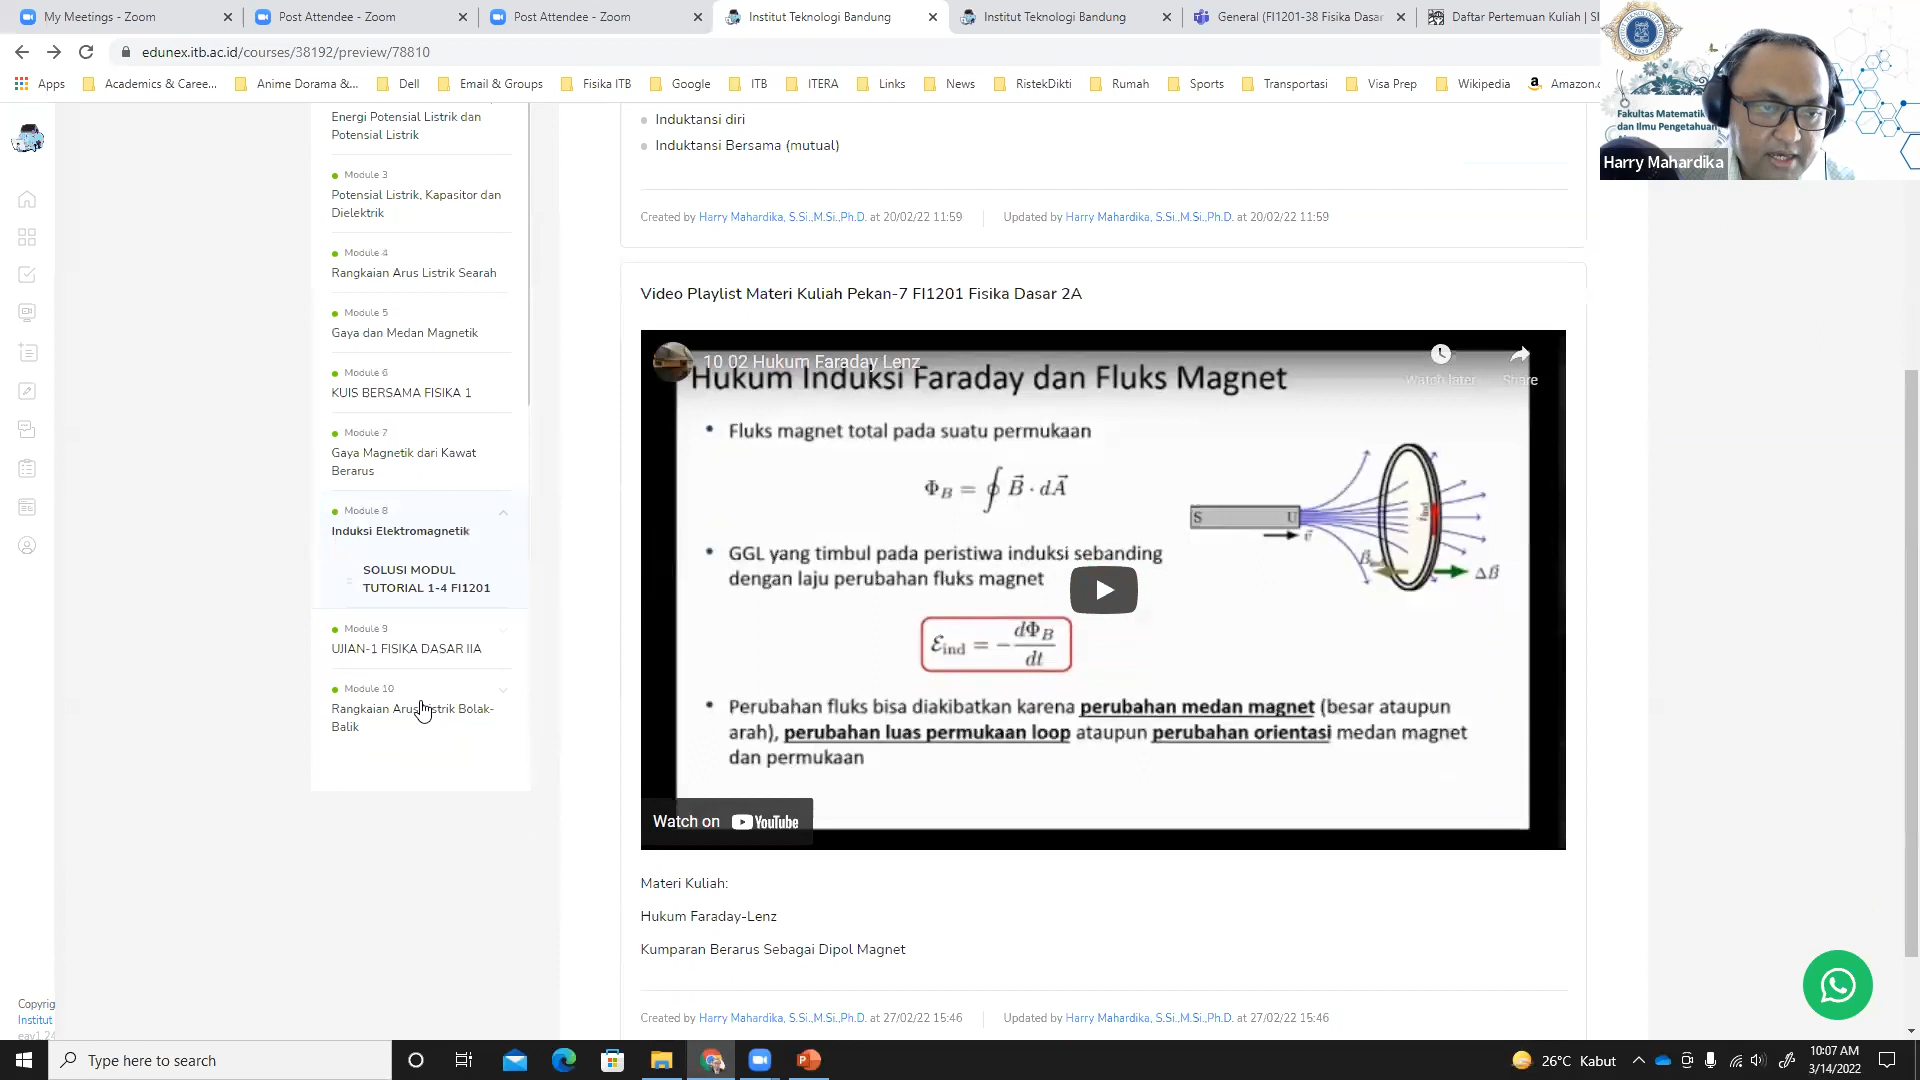 My Meetings - Zoom
Post Attendee - Zoom
Post Attendee - Zoom
Institut Teknologi Bandung
Institut Teknologi Bandung
General (FI1201-38 Fisika Dasar
Daftar Pertemuan Kuliah |
edunex.itb.ac.id/courses/38192/preview/78810
Apps
Academics & Caree...
Anime Dorama &...
Dell
Email & Groups
Fisika ITB
Google
ITB
ITERA
Links
News
RistekDikti
Rumah
Sports
Transportasi
Visa Prep
Wikipedia
Amazon.c
Fakultas Matematik
dan Ilmu Pengetahuan
Harry Mahardika
Energi Potensial Listrik dan
Potensial Listrik
Module 3
Potensial Listrik, Kapasitor dan
Dielektrik
Module 4
Rangkaian Arus Listrik Searah
Module 5
Gaya dan Medan Magnetik
Module 6
KUIS BERSAMA FISIKA 1
Module 7
Gaya Magnetik dari Kawat
Berarus
Module 8
Induksi Elektromagnetik
SOLUSI MODUL
TUTORIAL 1-4 FI1201
Module 9
UJIAN-1 FISIKA DASAR IIA
Module 10
Rangkaian Arus Listrik Bolak-
Balik
Copyrig
Institut
Induktansi diri
Induktansi Bersama (mutual)
Created by Harry Mahardika, S.Si.,M.Si.,Ph.D. at 20/02/22 11:59
Updated by Harry Mahardika, S.Si.,M.Si.,Ph.D. at 20/02/22 11:59
Video Playlist Materi Kuliah Pekan-7 FI1201 Fisika Dasar 2A
10 02 Hukum Faraday Lenz
Watch later
Share
Hukum Induksi Faraday dan Fluks Magnet
Fluks magnet total pada suatu permukaan
Φ_B = ∮ B⃗ · dA⃗
S U
v⃗
ΔB⃗
GGL yang timbul pada peristiwa induksi sebanding
dengan laju perubahan fluks magnet
ℰ_ind = − dΦ_B / dt
Perubahan fluks bisa diakibatkan karena perubahan medan magnet (besar ataupun
arah), perubahan luas permukaan loop ataupun perubahan orientasi medan magnet
dan permukaan
Watch on YouTube
Materi Kuliah:
Hukum Faraday-Lenz
Kumparan Berarus Sebagai Dipol Magnet
Created by Harry Mahardika, S.Si.,M.Si.,Ph.D. at 27/02/22 15:46
Updated by Harry Mahardika, S.Si.,M.Si.,Ph.D. at 27/02/22 15:46
Type here to search
26°C Kabut
10:07 AM
3/14/2022